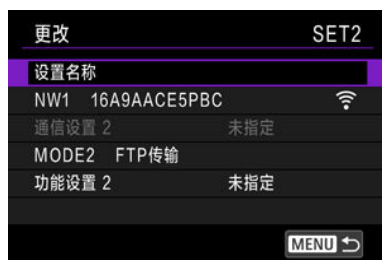 更改 SET2
设置名称
NW1 16A9AACE5PBC
通信设置 2 未指定
MODE2 FTP传输
功能设置 2 未指定
MENU